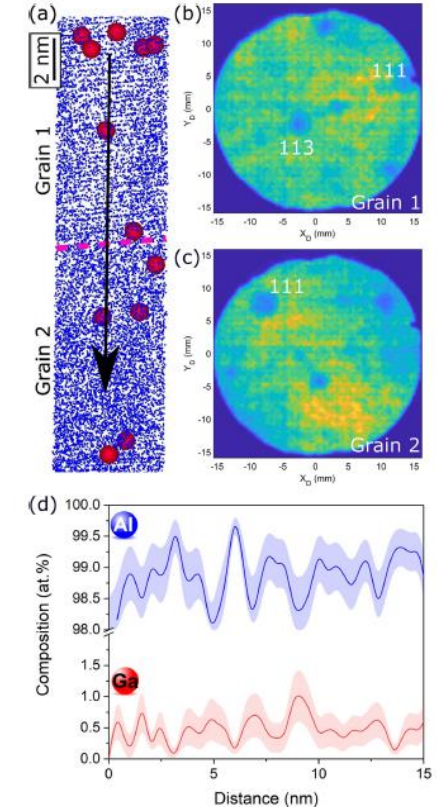 (a)
2 nm
Grain 1
Grain 2
(b)
15
10
5
0
-5
-10
-15
Y_D (mm)
111
113
Grain 1
-15 -10 -5 0 5 10 15
X_D (mm)
(c)
15
10
5
0
-5
-10
-15
Y_D (mm)
111
Grain 2
-15 -10 -5 0 5 10 15
X_D (mm)
(d)
100.0
99.5
99.0
98.5
98.0
1.5
1.0
0.5
0.0
Composition (at.%)
Al
Ga
0 5 10 15
Distance (nm)